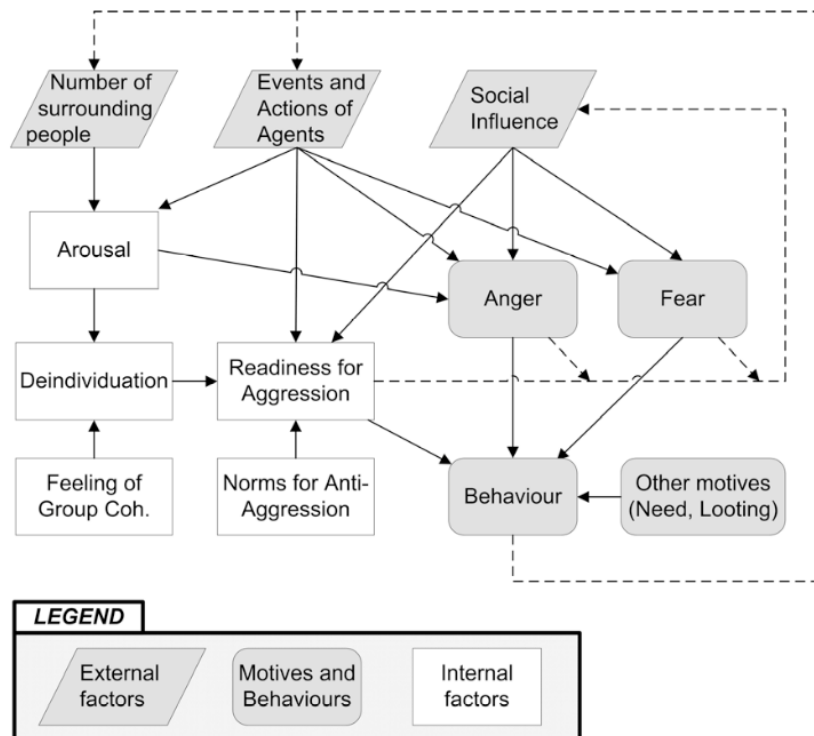 Number of
surrounding
people
Events and
Actions of
Agents
Social
Influence
Arousal
Anger
Fear
Deindividuation
Readiness for
Aggression
Feeling of
Group Coh.
Norms for Anti-
Aggression
Behaviour
Other motives
(Need, Looting)
LEGEND
External
factors
Motives and
Behaviours
Internal
factors